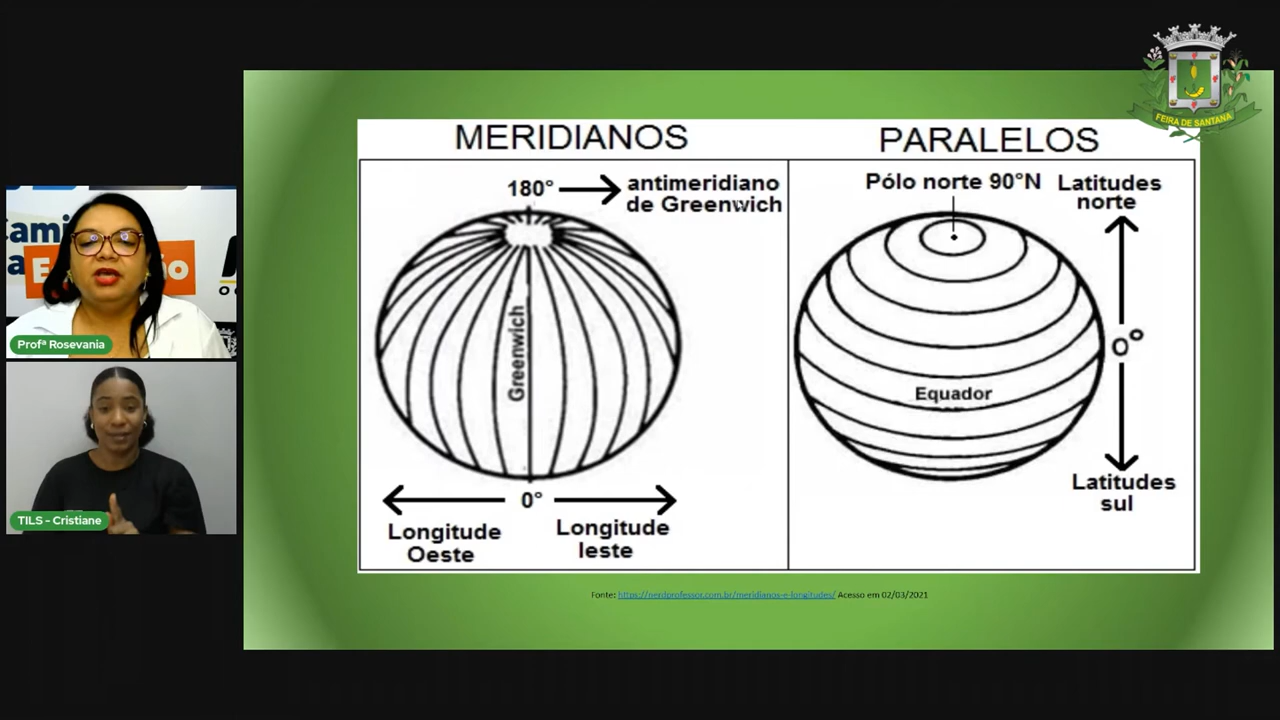 FEIRA DE SANTANA
MERIDIANOS
PARALELOS
180°
antimeridiano
de Greenwich
Greenwich
0°
Longitude
Oeste
Longitude
leste
Pólo norte 90°N
Latitudes
norte
0°
Equador
Latitudes
sul
Fonte: https://nerdprofessor.com.br/meridianos-e-longitudes/ Acesso em 02/03/2021
Profª Rosevania
TILS - Cristiane